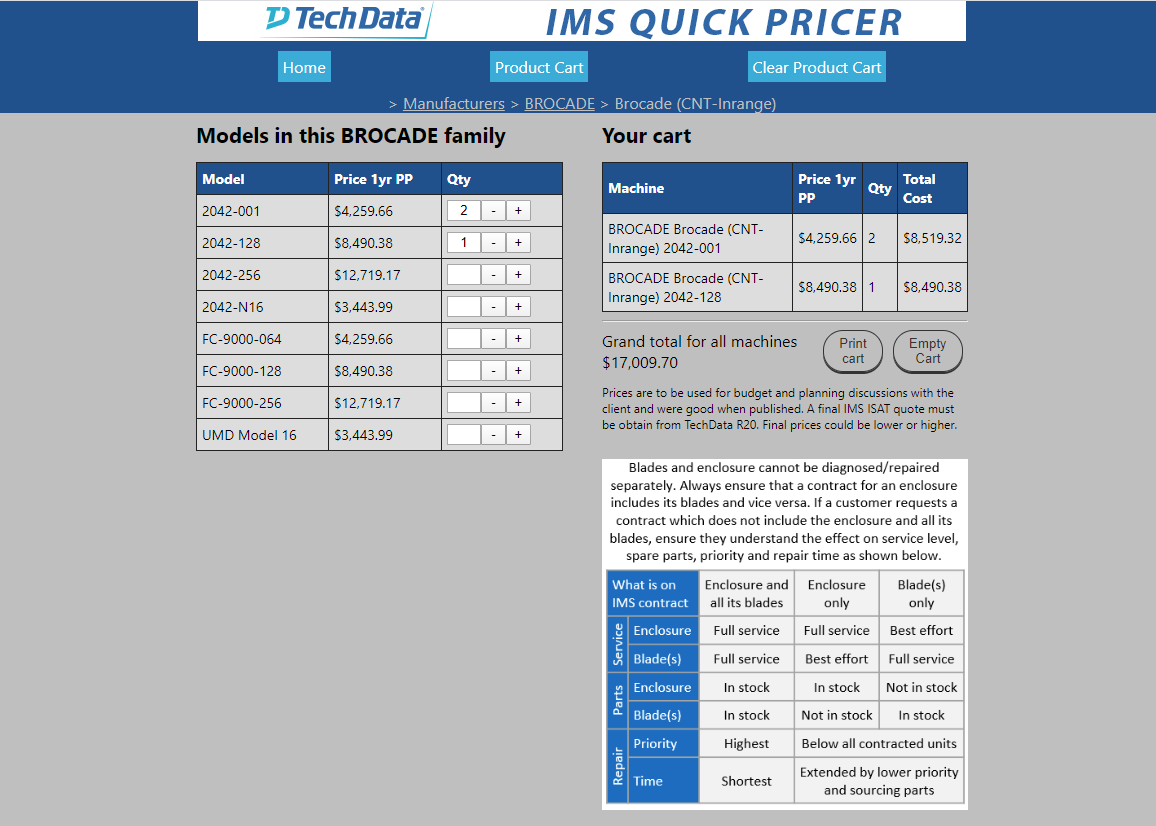 TechData
IMS QUICK PRICER
Home
Product Cart
Clear Product Cart
> Manufacturers > BROCADE > Brocade (CNT-Inrange)
Models in this BROCADE family
Model Price 1yr PP Qty
2042-001 $4,259.66 2 - +
2042-128 $8,490.38 1 - +
2042-256 $12,719.17 - +
2042-N16 $3,443.99 - +
FC-9000-064 $4,259.66 - +
FC-9000-128 $8,490.38 - +
FC-9000-256 $12,719.17 - +
UMD Model 16 $3,443.99 - +
Your cart
Machine Price 1yr Qty Total
PP Cost
BROCADE Brocade (CNT-
Inrange) 2042-001 $4,259.66 2 $8,519.32
BROCADE Brocade (CNT-
Inrange) 2042-128 $8,490.38 1 $8,490.38
Grand total for all machines
$17,009.70
Print
cart
Empty
Cart
Prices are to be used for budget and planning discussions with the
client and were good when published. A final IMS ISAT quote must
be obtain from TechData R20. Final prices could be lower or higher.
Blades and enclosure cannot be diagnosed/repaired
separately. Always ensure that a contract for an enclosure
includes its blades and vice versa. If a customer requests a
contract which does not include the enclosure and all its
blades, ensure they understand the effect on service level,
spare parts, priority and repair time as shown below.
What is on Enclosure and Enclosure Blade(s)
IMS contract all its blades only only
Service
Enclosure Full service Full service Best effort
Blade(s) Full service Best effort Full service
Parts
Enclosure In stock In stock Not in stock
Blade(s) In stock Not in stock In stock
Repair
Priority Highest Below all contracted units
Time Shortest Extended by lower priority
and sourcing parts